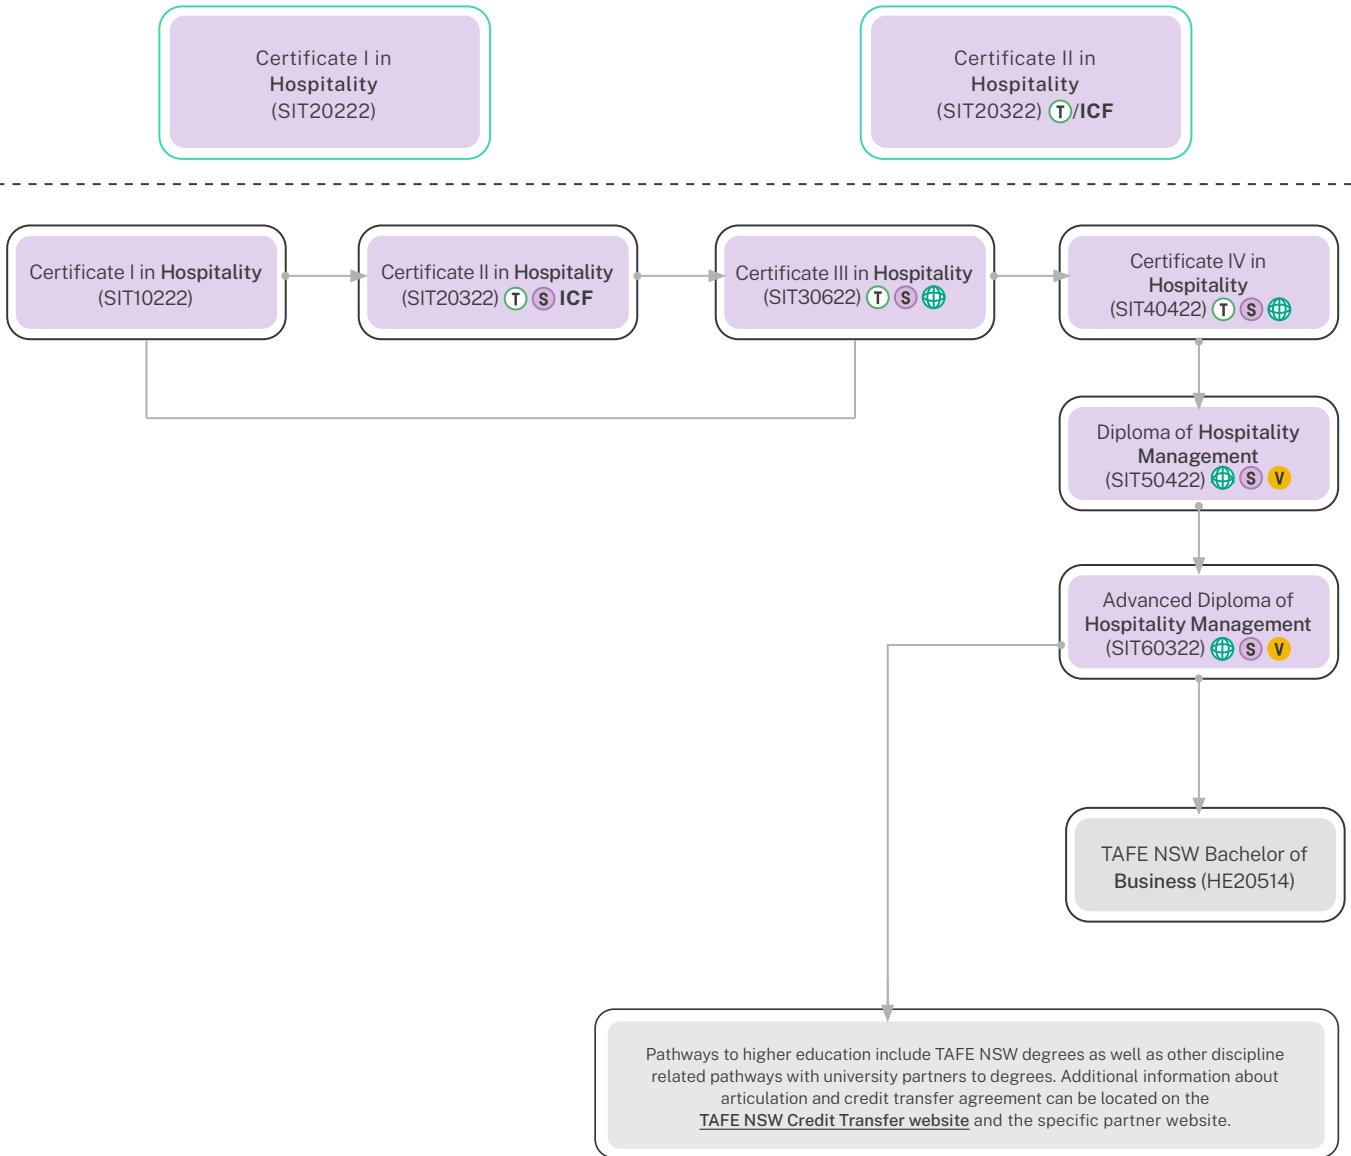 Certificate I in
Hospitality
(SIT20222)
Certificate II in
Hospitality
(SIT20322) T/ICF
Certificate I in Hospitality
(SIT10222)
Certificate II in Hospitality
(SIT20322) T S ICF
Certificate III in Hospitality
(SIT30622) T S
Certificate IV in
Hospitality
(SIT40422) T S
Diploma of Hospitality
Management
(SIT50422) S V
Advanced Diploma of
Hospitality Management
(SIT60322) S V
TAFE NSW Bachelor of
Business (HE20514)
Pathways to higher education include TAFE NSW degrees as well as other discipline
related pathways with university partners to degrees. Additional information about
articulation and credit transfer agreement can be located on the
TAFE NSW Credit Transfer website and the specific partner website.